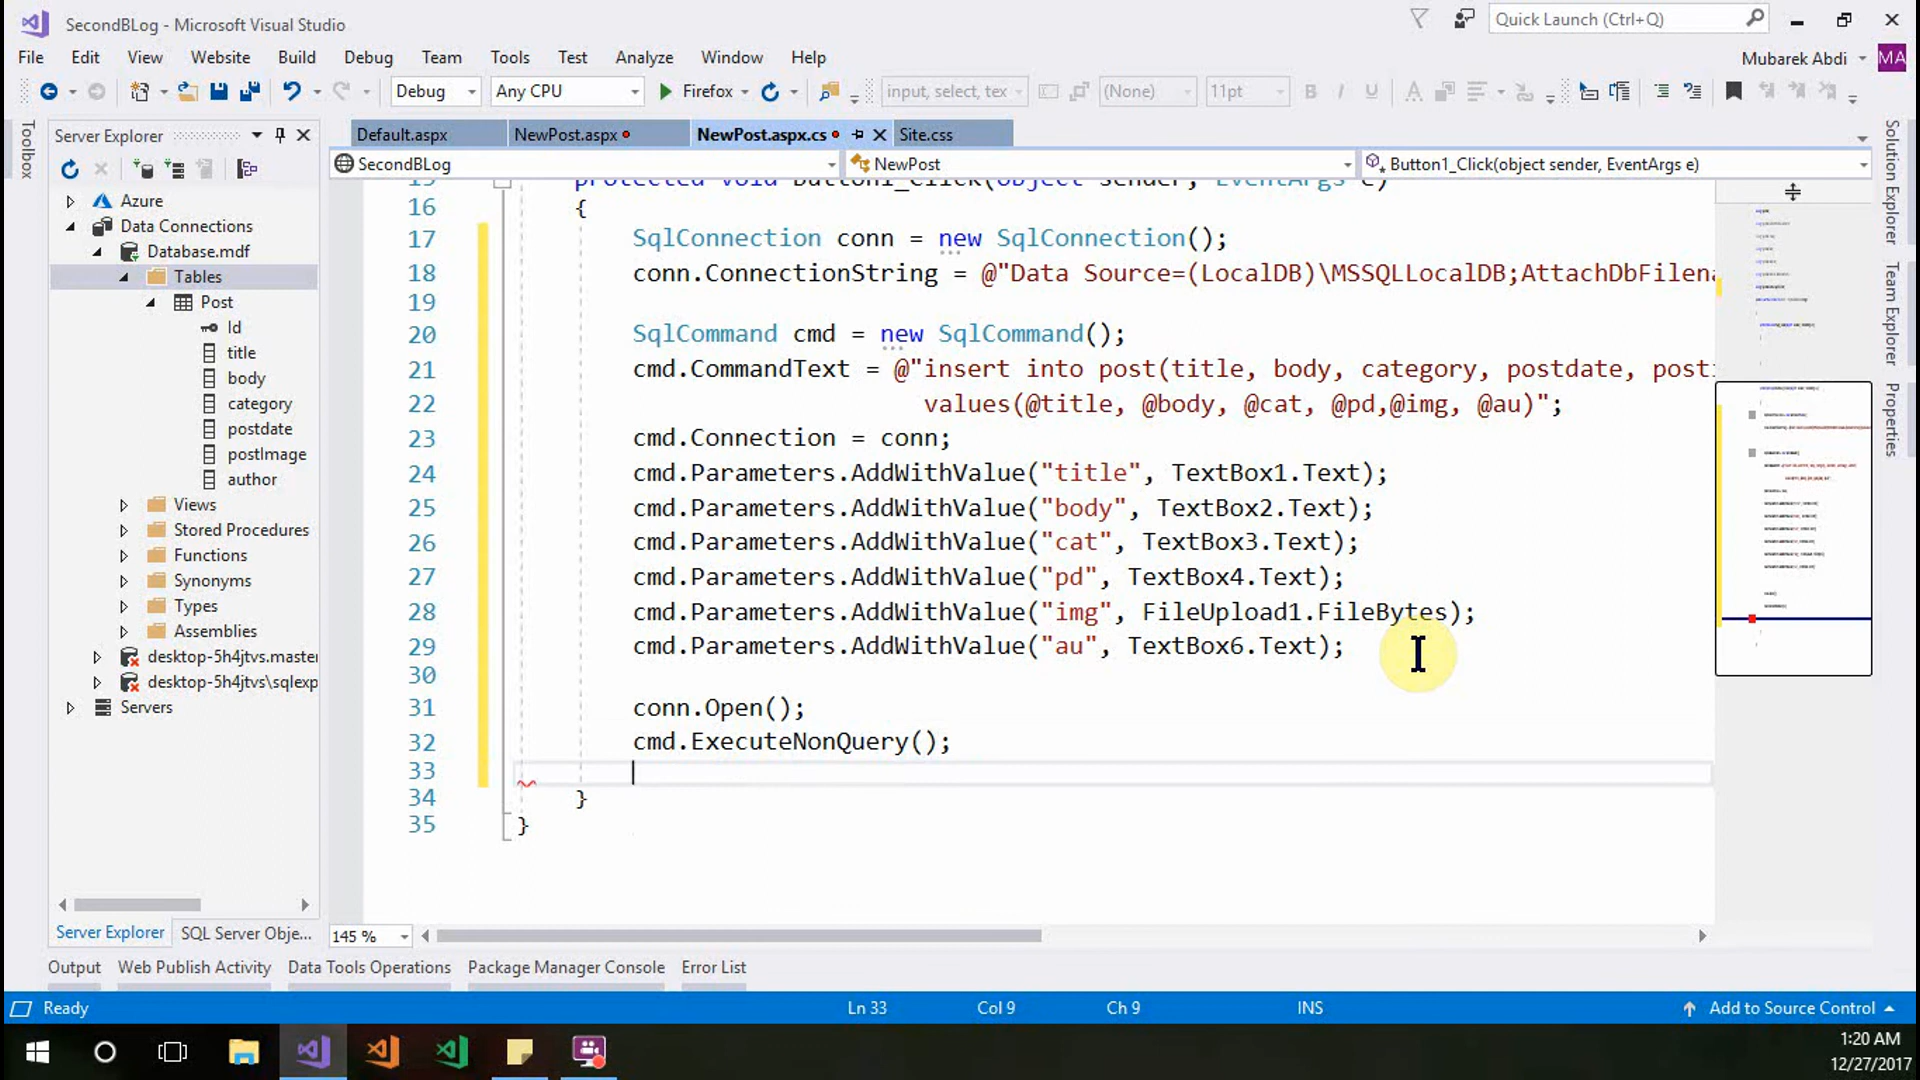 SecondBLog - Microsoft Visual Studio
Quick Launch (Ctrl+Q)
File Edit View Website Build Debug Team Tools Test Analyze Window Help
Mubarek Abdi MA
Debug Any CPU Firefox input, select, tex (None) 11pt
Toolbox
Server Explorer
Azure
Data Connections
Database.mdf
Tables
Post
Id
title
body
category
postdate
postImage
author
Views
Stored Procedures
Functions
Synonyms
Types
Assemblies
desktop-5h4jtvs.master
desktop-5h4jtvs\sqlexp
Servers
Server Explorer SQL Server Obje...
Default.aspx NewPost.aspx NewPost.aspx.cs Site.css
SecondBLog NewPost Button1_Click(object sender, EventArgs e)
15 protected void Button1_Click(object sender, EventArgs e)
16 {
17 SqlConnection conn = new SqlConnection();
18 conn.ConnectionString = @"Data Source=(LocalDB)\MSSQLLocalDB;AttachDbFilena
19
20 SqlCommand cmd = new SqlCommand();
21 cmd.CommandText = @"insert into post(title, body, category, postdate, post
22 values(@title, @body, @cat, @pd,@img, @au)";
23 cmd.Connection = conn;
24 cmd.Parameters.AddWithValue("title", TextBox1.Text);
25 cmd.Parameters.AddWithValue("body", TextBox2.Text);
26 cmd.Parameters.AddWithValue("cat", TextBox3.Text);
27 cmd.Parameters.AddWithValue("pd", TextBox4.Text);
28 cmd.Parameters.AddWithValue("img", FileUpload1.FileBytes);
29 cmd.Parameters.AddWithValue("au", TextBox6.Text);
30
31 conn.Open();
32 cmd.ExecuteNonQuery();
33
34 }
35 }
145 %
Solution Explorer
Team Explorer
Properties
Output Web Publish Activity Data Tools Operations Package Manager Console Error List
Ready Ln 33 Col 9 Ch 9 INS Add to Source Control
1:20 AM
12/27/2017